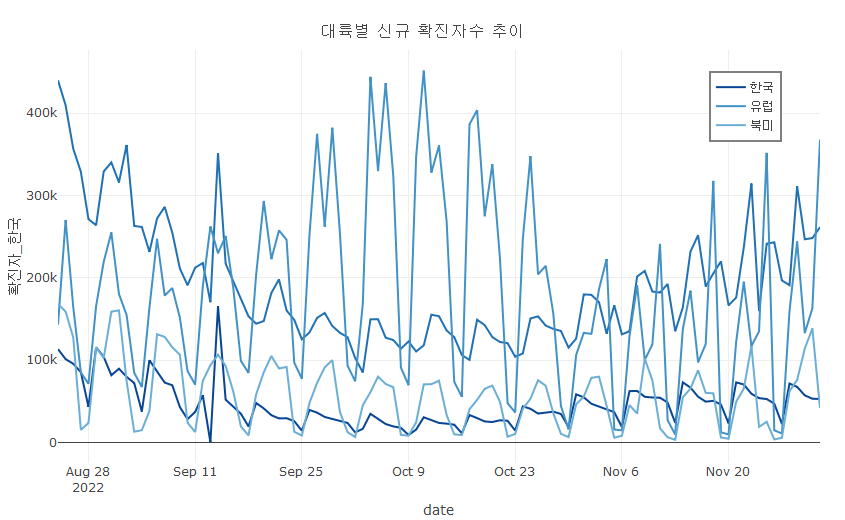 대륙별 신규 확진자수 추이
한국
유럽
북미
확진자_한국
400k
300k
200k
100k
0
Aug 28
2022
Sep 11
Sep 25
Oct 9
Oct 23
Nov 6
Nov 20
date